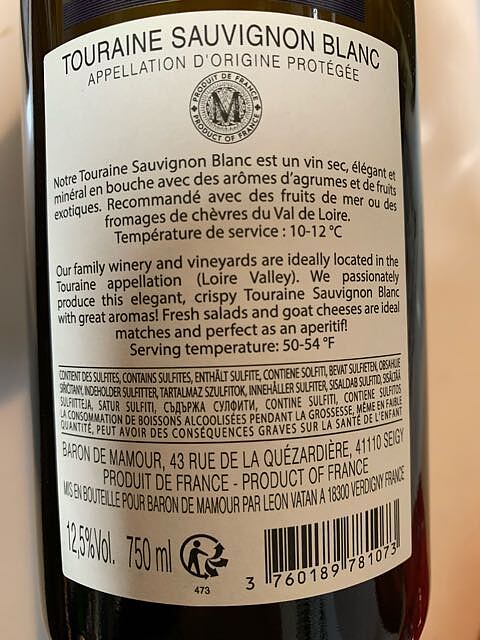 TOURAINE SAUVIGNON BLANC
APPELLATION D'ORIGINE PROTÉGÉE
PRODUIT DE FRANCE
M
PRODUCT OF FRANCE
Notre Touraine Sauvignon Blanc est un vin sec, élégant et
minéral en bouche avec des arômes d'agrumes et de fruits
exotiques. Recommandé avec des fruits de mer ou des
fromages de chèvres du Val de Loire.
Température de service : 10-12 °C
Our family winery and vineyards are ideally located in the
Touraine appellation (Loire Valley). We passionately
produce this elegant, crispy Touraine Sauvignon Blanc
with great aromas! Fresh salads and goat cheeses are ideal
matches and perfect as an aperitif!
Serving temperature: 50-54 °F
CONTIENT DES SULFITES, CONTAINS SULFITES, ENTHÄLT SULFITE, CONTIENE SOLFITI, BEVAT SULFIETEN, OBSAHUJE
SIŘIČITANY, INDEHOLDER SULFITTER, TARTALMAZ SZULFITOK, INNEHÅLLER SULFITER, SISALDAB SULFITID, SISÄLTÄÄ
SULFIITTEJA, SATUR SULFITI, СЪДЪРЖА СУЛФИТИ, CONTINE SULFITI, CONTIENE SULFITOS
LA CONSOMMATION DE BOISSONS ALCOOLISÉES PENDANT LA GROSSESSE, MÊME EN FAIBLE
QUANTITÉ, PEUT AVOIR DES CONSÉQUENCES GRAVES SUR LA SANTÉ DE L'ENFANT
BARON DE MAMOUR, 43 RUE DE LA QUÉZARDIÈRE, 41110 SEIGY
PRODUIT DE FRANCE - PRODUCT OF FRANCE
MIS EN BOUTEILLE POUR BARON DE MAMOUR PAR LEON VATAN A 18300 VERDIGNY FRANCE
12,5%Vol. 750 ml
473
3 760189 781073